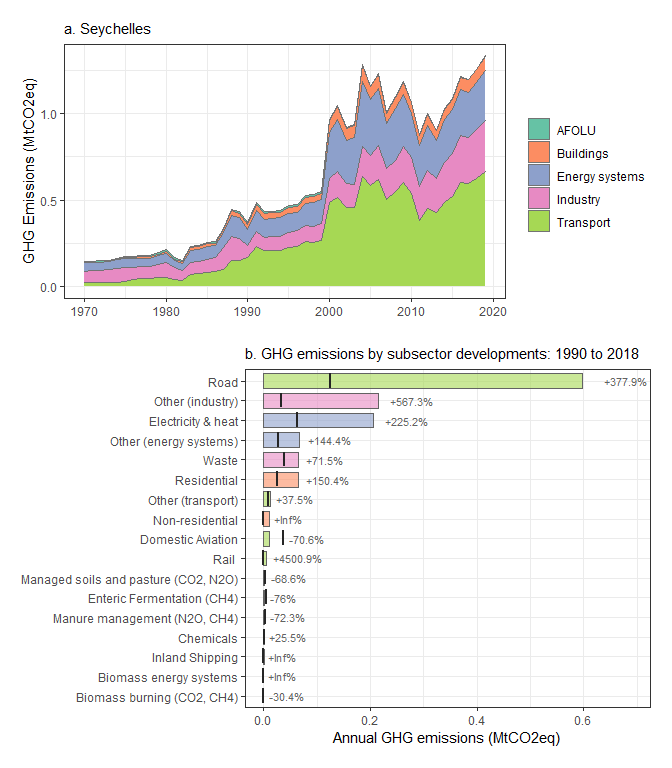 a. Seychelles
GHG Emissions (MtCO2eq)
1.0
0.5
0.0
1970 1980 1990 2000 2010 2020
AFOLU
Buildings
Energy systems
Industry
Transport
b. GHG emissions by subsector developments: 1990 to 2018
Road +377.9%
Other (industry) +567.3%
Electricity & heat +225.2%
Other (energy systems) +144.4%
Waste +71.5%
Residential +150.4%
Other (transport) +37.5%
Non-residential +Inf%
Domestic Aviation -70.6%
Rail +4500.9%
Managed soils and pasture (CO2, N2O) -68.6%
Enteric Fermentation (CH4) -76%
Manure management (N2O, CH4) -72.3%
Chemicals +25.5%
Inland Shipping +Inf%
Biomass energy systems +Inf%
Biomass burning (CO2, CH4) -30.4%
0.0 0.2 0.4 0.6
Annual GHG emissions (MtCO2eq)